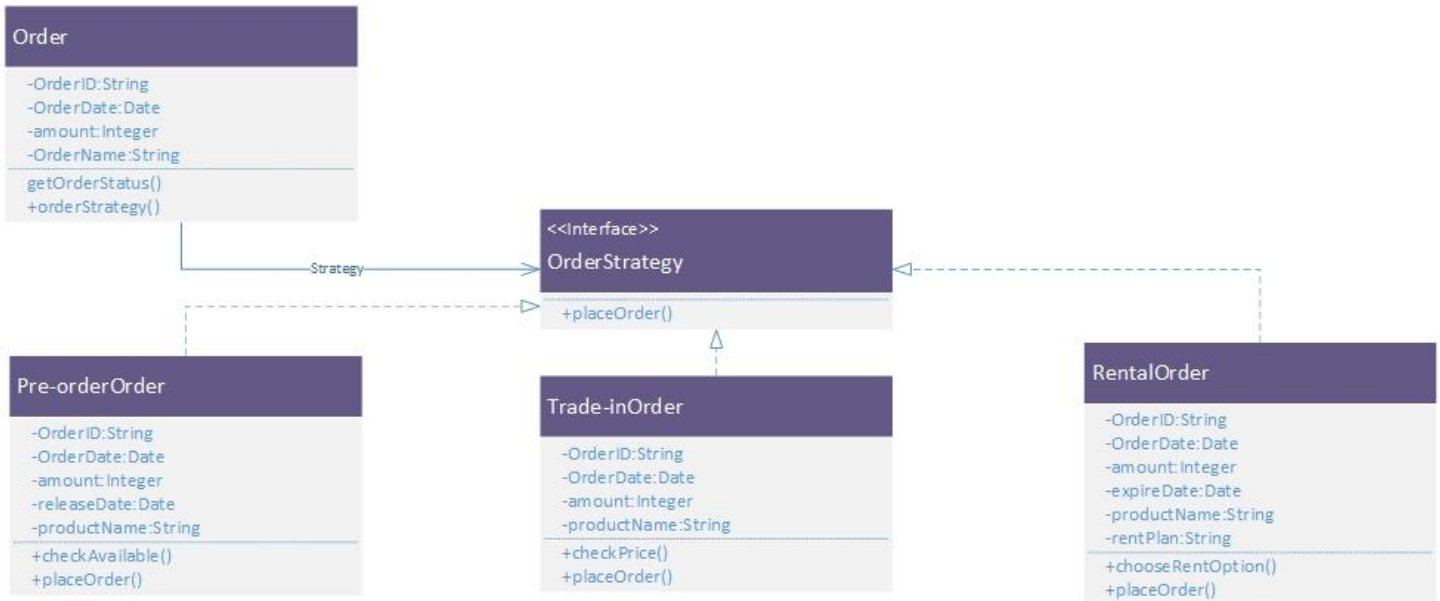 Order
-OrderID:String
-OrderDate:Date
-amount:Integer
-OrderName:String
getOrderStatus()
+orderStrategy()
Strategy
<<Interface>>
OrderStrategy
+placeOrder()
Pre-orderOrder
-OrderID:String
-OrderDate:Date
-amount:Integer
-releaseDate:Date
-productName:String
+checkAvailable()
+placeOrder()
Trade-inOrder
-OrderID:String
-OrderDate:Date
-amount:Integer
-productName:String
+checkPrice()
+placeOrder()
RentalOrder
-OrderID:String
-OrderDate:Date
-amount:Integer
-expireDate:Date
-productName:String
-rentPlan:String
+chooseRentOption()
+placeOrder()